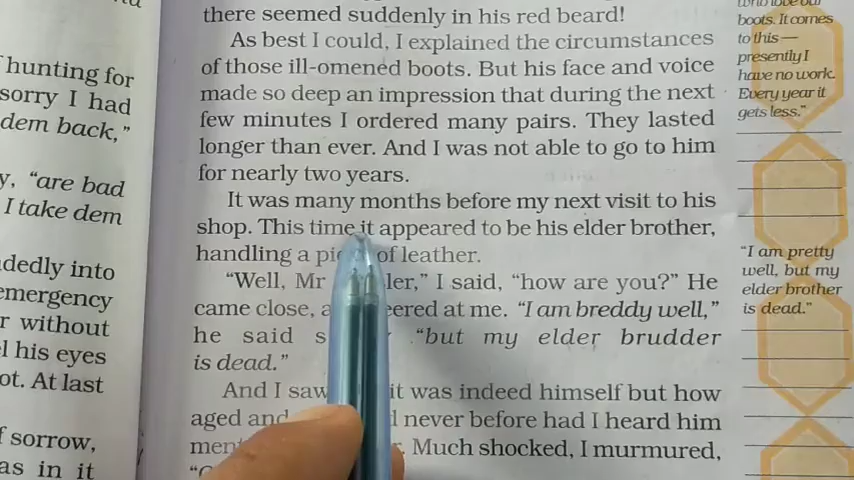 hunting for
sorry I had
dem back,"
"are bad
I take dem
dedly into
emergency
r without
l his eyes
ot. At last
f sorrow,
as in it
there seemed suddenly in his red beard!
As best I could, I explained the circumstances
of those ill-omened boots. But his face and voice
made so deep an impression that during the next
few minutes I ordered many pairs. They lasted
longer than ever. And I was not able to go to him
for nearly two years.
It was many months before my next visit to his
shop. This time it appeared to be his elder brother,
handling a pi of leather.
"Well, Mr ler," I said, "how are you?" He
came close, a eered at me. "I am breddy well,"
he said s "but my elder brudder
is dead."
And I saw it was indeed himself but how
aged and never before had I heard him
men Much shocked, I murmured,
boots. It comes
to this—
presently I
have no work.
Every year it
gets less."
"I am pretty
well, but my
elder brother
is dead."